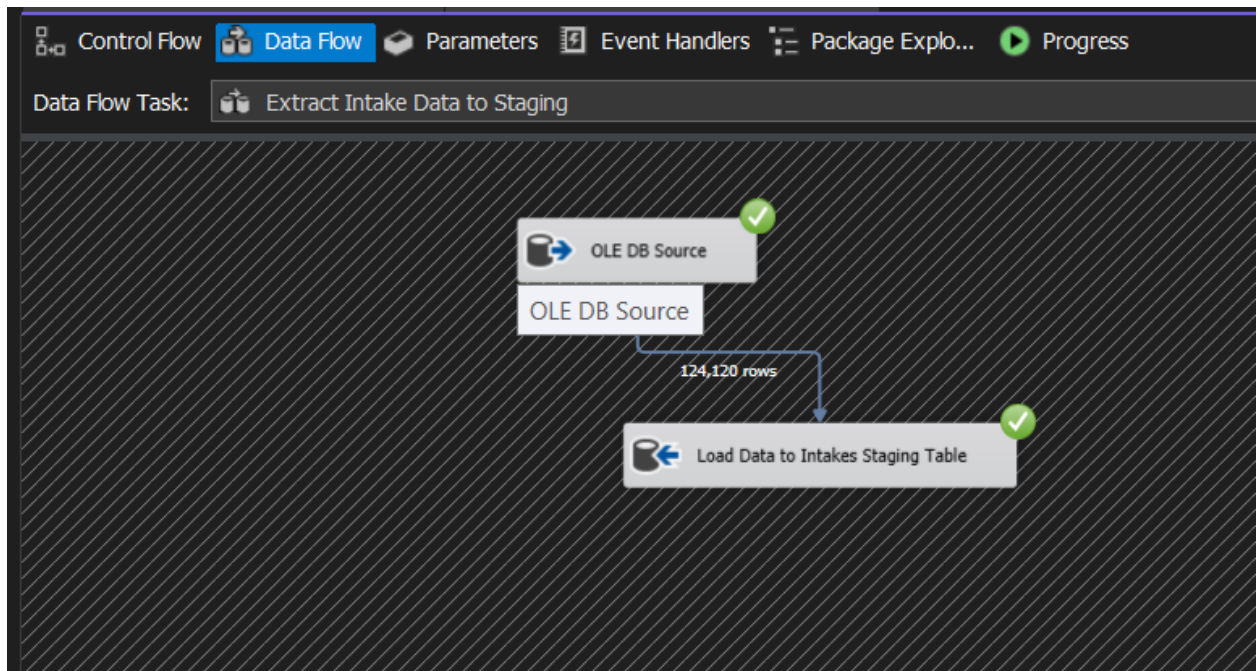 Control Flow Data Flow Parameters Event Handlers Package Explo... Progress
Data Flow Task: Extract Intake Data to Staging
OLE DB Source
OLE DB Source
124,120 rows
Load Data to Intakes Staging Table